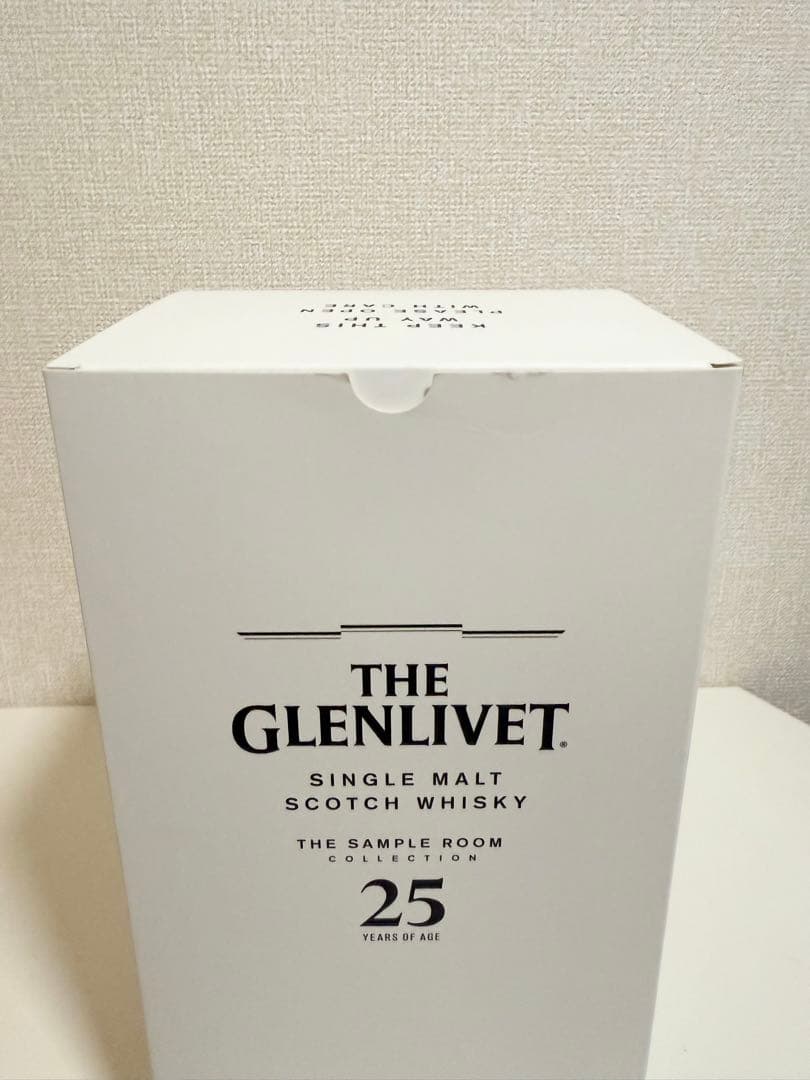 KEEP THIS
WAY UP
PLEASE OPEN
WITH CARE
THE
GLENLIVET®
SINGLE MALT
SCOTCH WHISKY
THE SAMPLE ROOM
COLLECTION
25
YEARS OF AGE